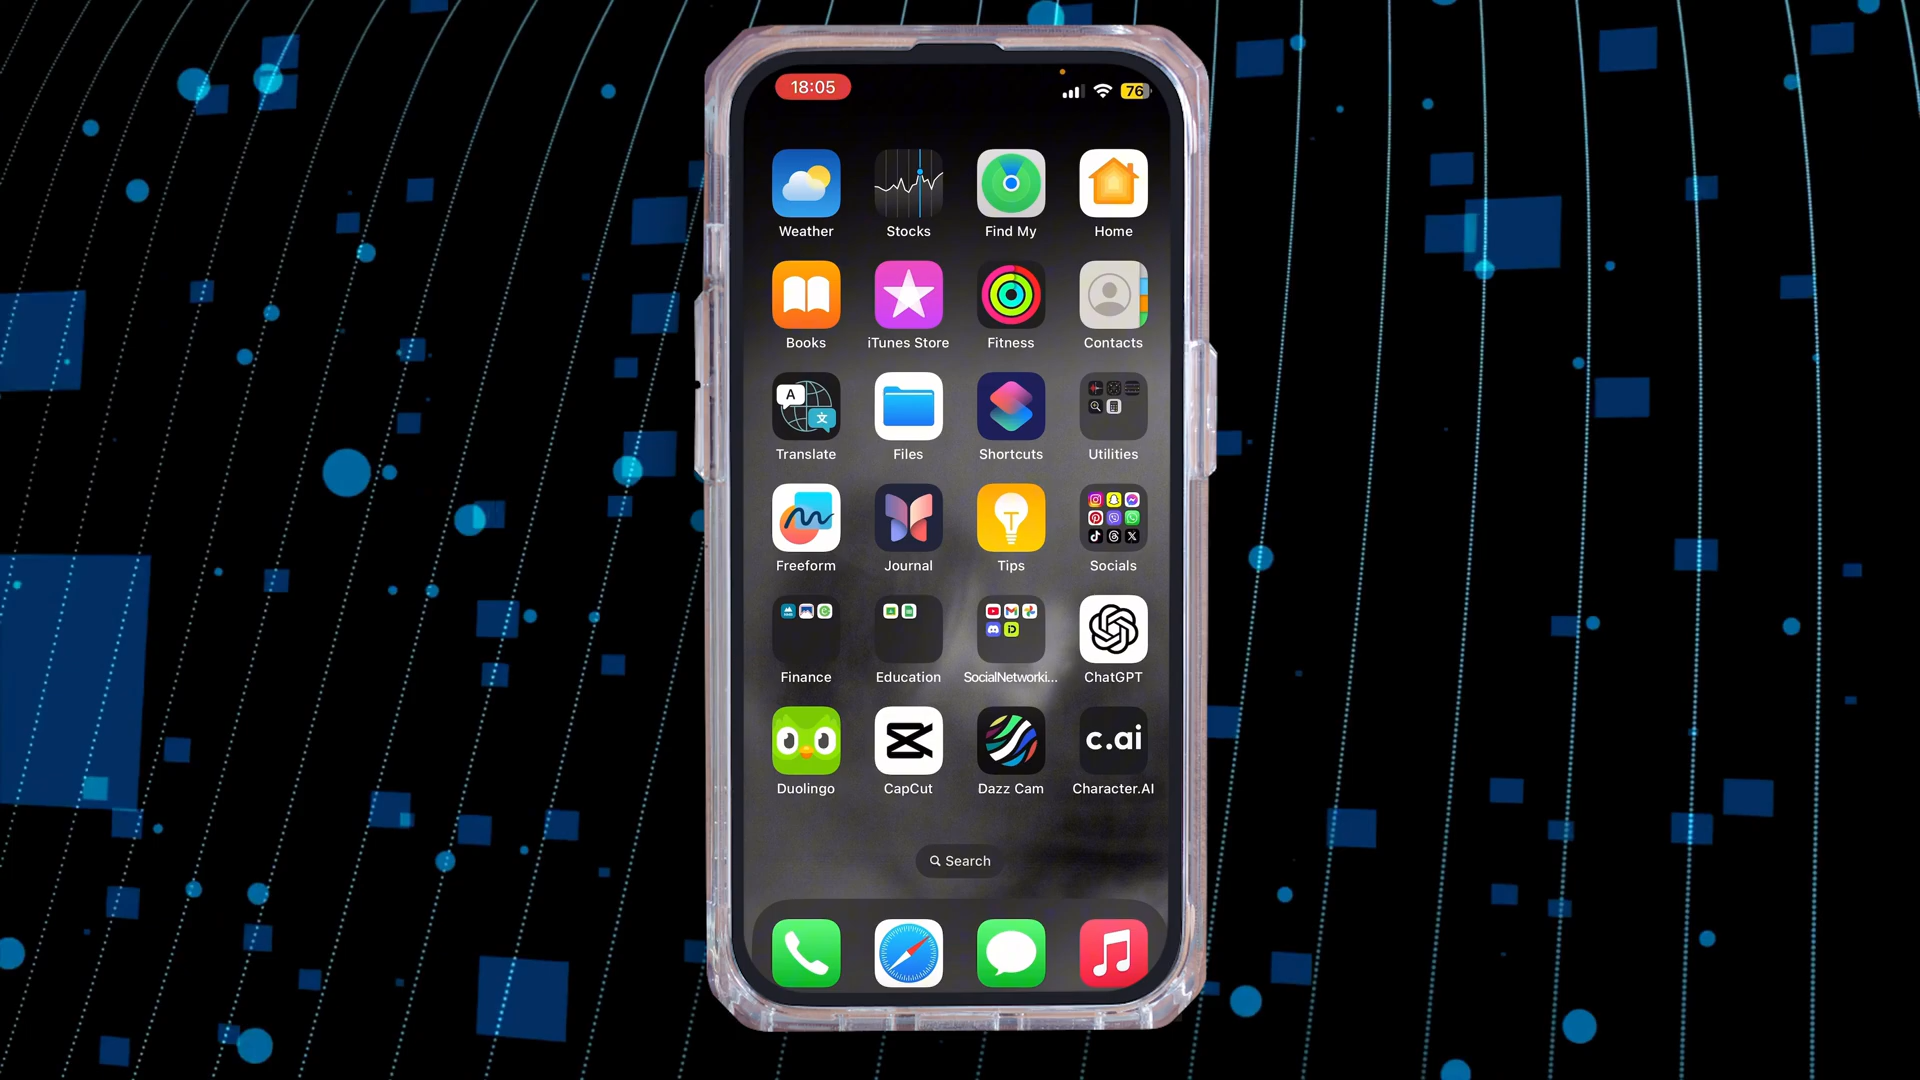 18:05
76
Weather Stocks Find My Home
Books iTunes Store Fitness Contacts
A
文
Translate Files Shortcuts Utilities
Freeform Journal Tips Socials
Finance Education SocialNetworki... ChatGPT
c.ai
Duolingo CapCut Dazz Cam Character.AI
Search